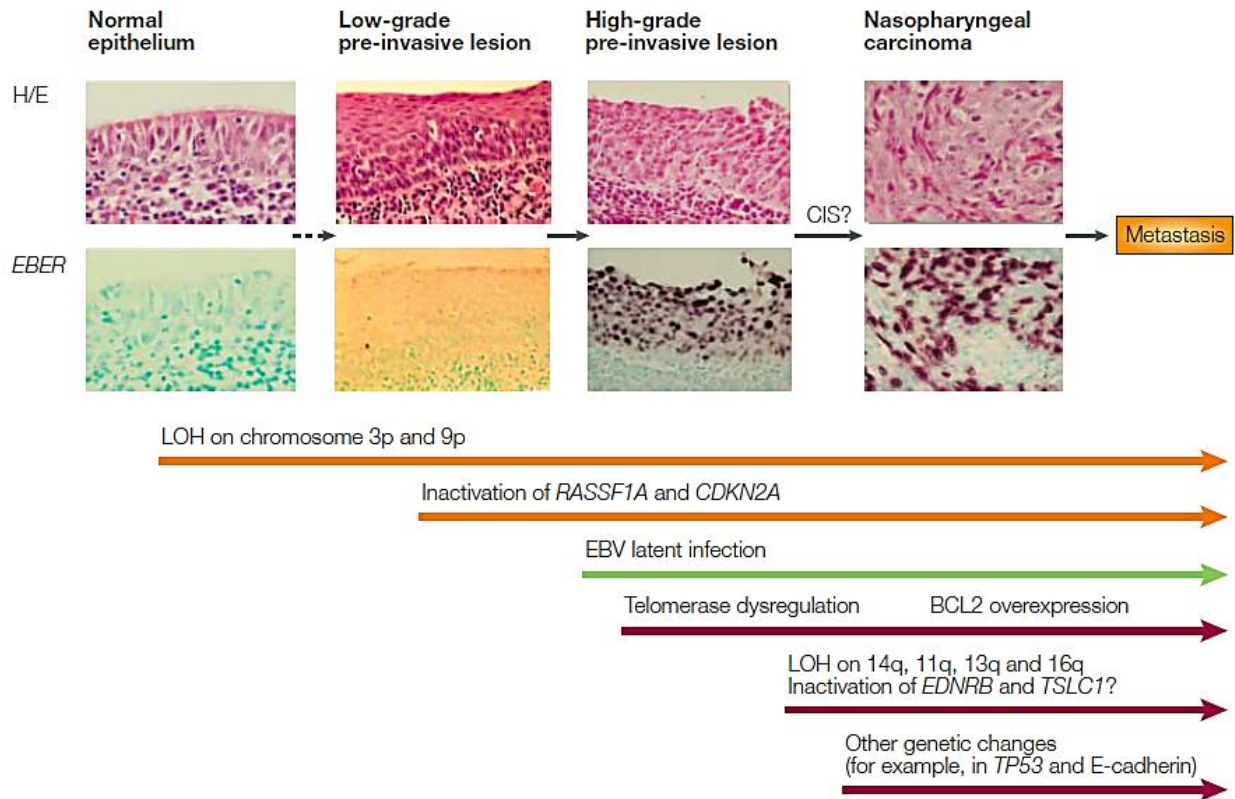 Normal
epithelium
Low-grade
pre-invasive lesion
High-grade
pre-invasive lesion
Nasopharyngeal
carcinoma
H/E
CIS?
Metastasis
EBER
LOH on chromosome 3p and 9p
Inactivation of RASSF1A and CDKN2A
EBV latent infection
Telomerase dysregulation
BCL2 overexpression
LOH on 14q, 11q, 13q and 16q
Inactivation of EDNRB and TSLC1?
Other genetic changes
(for example, in TP53 and E-cadherin)